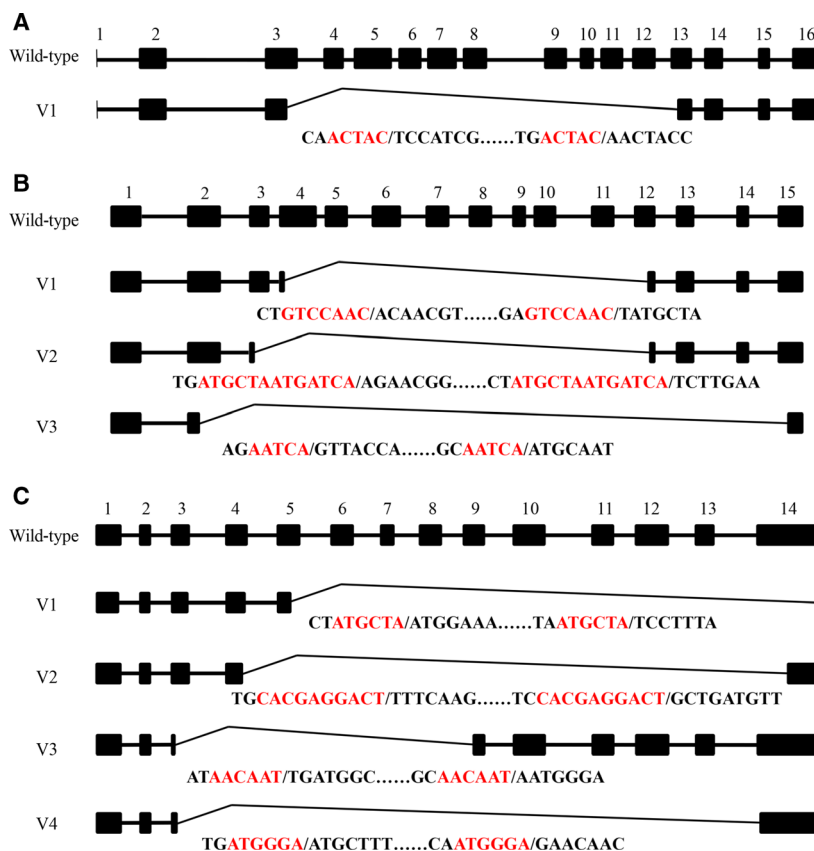 A
1 2 3 4 5 6 7 8 9 10 11 12 13 14 15 16
Wild-type
V1
CAACTAC/TCCATCG......TGACTAC/AACTACC
B
1 2 3 4 5 6 7 8 9 10 11 12 13 14 15
Wild-type
V1
CTGTCCAAC/ACAACGT......GAGTCCAAC/TATGCTA
V2
TGATGCTAATGATCA/AGAACGG......CTATGCTAATGATCA/TCTTGAA
V3
AGAATCA/GTTACCA......GCAATCA/ATGCAAT
C
1 2 3 4 5 6 7 8 9 10 11 12 13 14
Wild-type
V1
CTATGCTA/ATGGAAA......TAATGCTA/TCCTTTA
V2
TGCACGAGGACT/TTTCAAG......TCCACGAGGACT/GCTGATGTT
V3
ATAACAAT/TGATGGC......GCAACAAT/AATGGGA
V4
TGATGGGA/ATGCTTT......CAATGGGA/GAACAAC